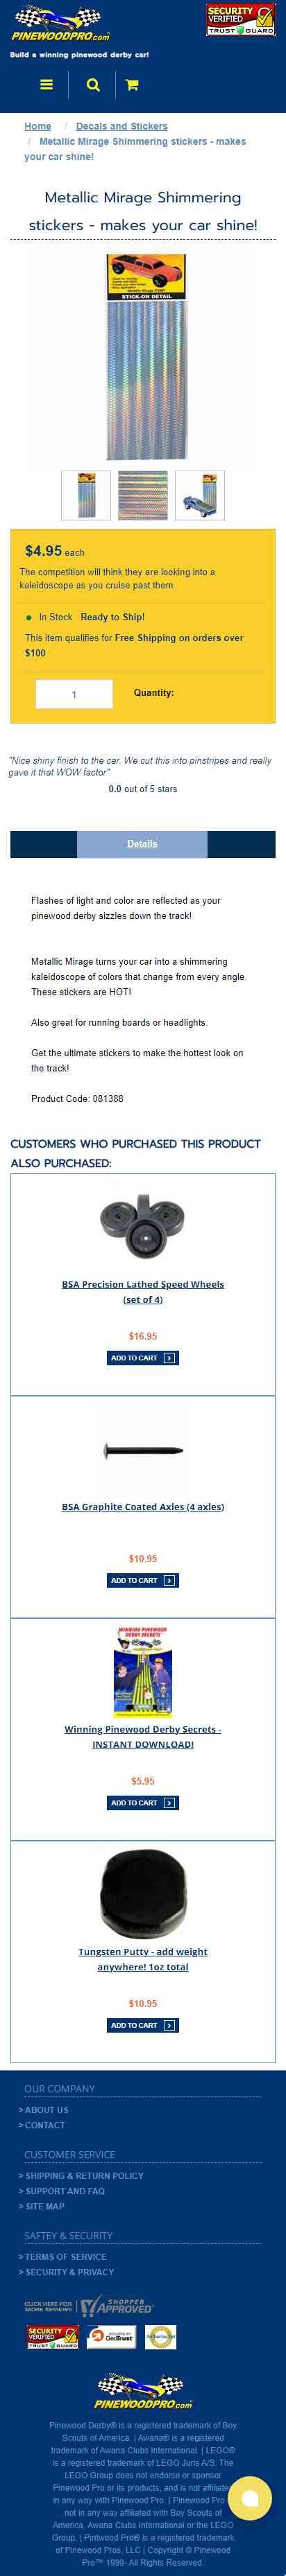 PINEWOODPRO.com
Build a winning pinewood derby car!
SECURITY
VERIFIED
TRUST GUARD
Home / Decals and Stickers
/ Metallic Mirage Shimmering stickers - makes
your car shine!
Metallic Mirage Shimmering
stickers - makes your car shine!
STICK-ON DETAIL
$4.95 each
The competition will think they are looking into a
kaleidoscope as you cruise past them
In Stock Ready to Ship!
This item qualifies for Free Shipping on orders over
$100
1
Quantity:
"Nice shiny finish to the car. We cut this into pinstripes and really
gave it that WOW factor"
0.0 out of 5 stars
Details
Flashes of light and color are reflected as your
pinewood derby sizzles down the track!
Metallic Mirage turns your car into a shimmering
kaleidoscope of colors that change from every angle.
These stickers are HOT!
Also great for running boards or headlights.
Get the ultimate stickers to make the hottest look on
the track!
Product Code: 081388
CUSTOMERS WHO PURCHASED THIS PRODUCT
ALSO PURCHASED:
BSA Precision Lathed Speed Wheels
(set of 4)
$16.95
ADD TO CART
BSA Graphite Coated Axles (4 axles)
$10.95
ADD TO CART
WINNING PINEWOOD
DERBY SECRETS
Winning Pinewood Derby Secrets -
INSTANT DOWNLOAD!
$5.95
ADD TO CART
Tungsten Putty - add weight
anywhere! 1oz total
$10.95
ADD TO CART
OUR COMPANY
> ABOUT US
> CONTACT
CUSTOMER SERVICE
> SHIPPING & RETURN POLICY
> SUPPORT AND FAQ
> SITE MAP
SAFTEY & SECURITY
> TERMS OF SERVICE
> SECURITY & PRIVACY
CLICK HERE FOR
MORE REVIEWS
SHOPPER
APPROVED
SECURITY
VERIFIED
TRUST GUARD
GeoTrust
PINEWOODPRO.com
Pinewood Derby® is a registered trademark of Boy
Scouts of America. | Awana® is a registered
trademark of Awana Clubs International. | LEGO®
is a registered trademark of LEGO Juris A/S. The
LEGO Group does not endorse or sponsor
Pinewood Pro or its products, and is not affiliated
in any way with Pinewood Pro. | Pinewood Pro
not in any way affiliated with Boy Scouts of
America, Awana Clubs International or the LEGO
Group. | Pintwood Pro® is a registered trademark
of Pinewood Pros, LLC | Copyright © Pinewood
Pro™ 1999- All Rights Reserved.